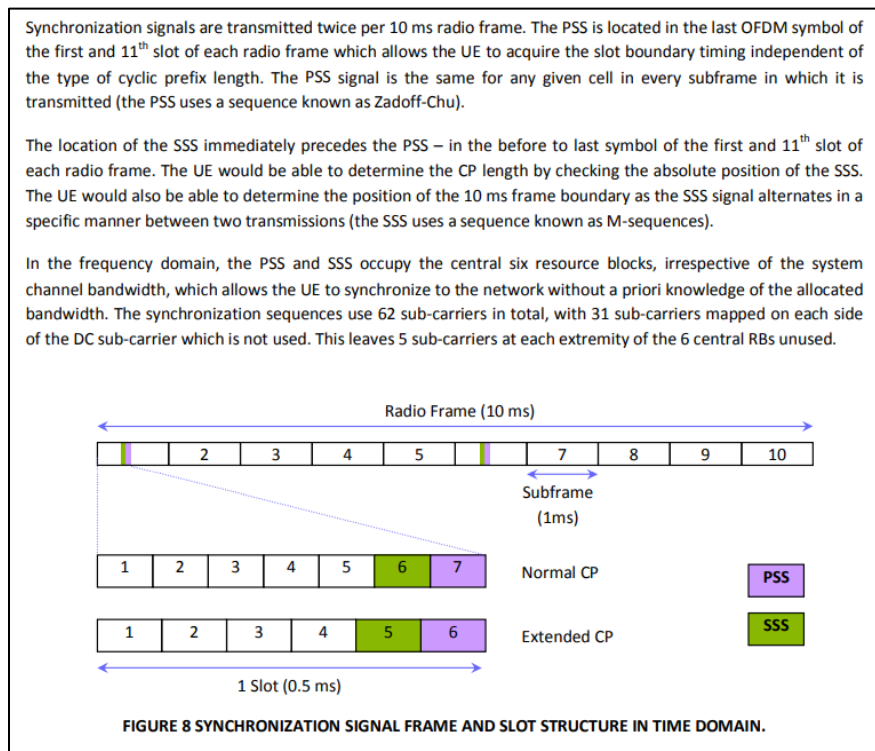 Synchronization signals are transmitted twice per 10 ms radio frame. The PSS is located in the last OFDM symbol of
the first and 11th slot of each radio frame which allows the UE to acquire the slot boundary timing independent of
the type of cyclic prefix length. The PSS signal is the same for any given cell in every subframe in which it is
transmitted (the PSS uses a sequence known as Zadoff-Chu).
The location of the SSS immediately precedes the PSS – in the before to last symbol of the first and 11th slot of
each radio frame. The UE would be able to determine the CP length by checking the absolute position of the SSS.
The UE would also be able to determine the position of the 10 ms frame boundary as the SSS signal alternates in a
specific manner between two transmissions (the SSS uses a sequence known as M-sequences).
In the frequency domain, the PSS and SSS occupy the central six resource blocks, irrespective of the system
channel bandwidth, which allows the UE to synchronize to the network without a priori knowledge of the allocated
bandwidth. The synchronization sequences use 62 sub-carriers in total, with 31 sub-carriers mapped on each side
of the DC sub-carrier which is not used. This leaves 5 sub-carriers at each extremity of the 6 central RBs unused.
Radio Frame (10 ms)
2 3 4 5 7 8 9 10
Subframe
(1ms)
1 2 3 4 5 6 7 Normal CP PSS
1 2 3 4 5 6 Extended CP SSS
1 Slot (0.5 ms)
FIGURE 8 SYNCHRONIZATION SIGNAL FRAME AND SLOT STRUCTURE IN TIME DOMAIN.